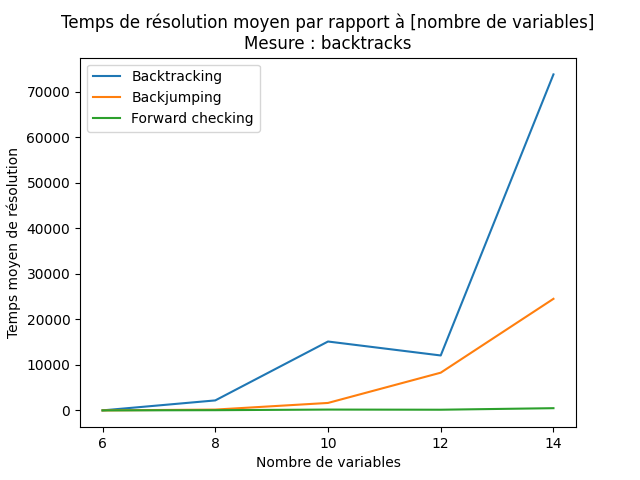 Temps de résolution moyen par rapport à [nombre de variables]
Mesure : backtracks
Backtracking
Backjumping
Forward checking
Temps moyen de résolution
70000
60000
50000
40000
30000
20000
10000
0
6
8
10
12
14
Nombre de variables